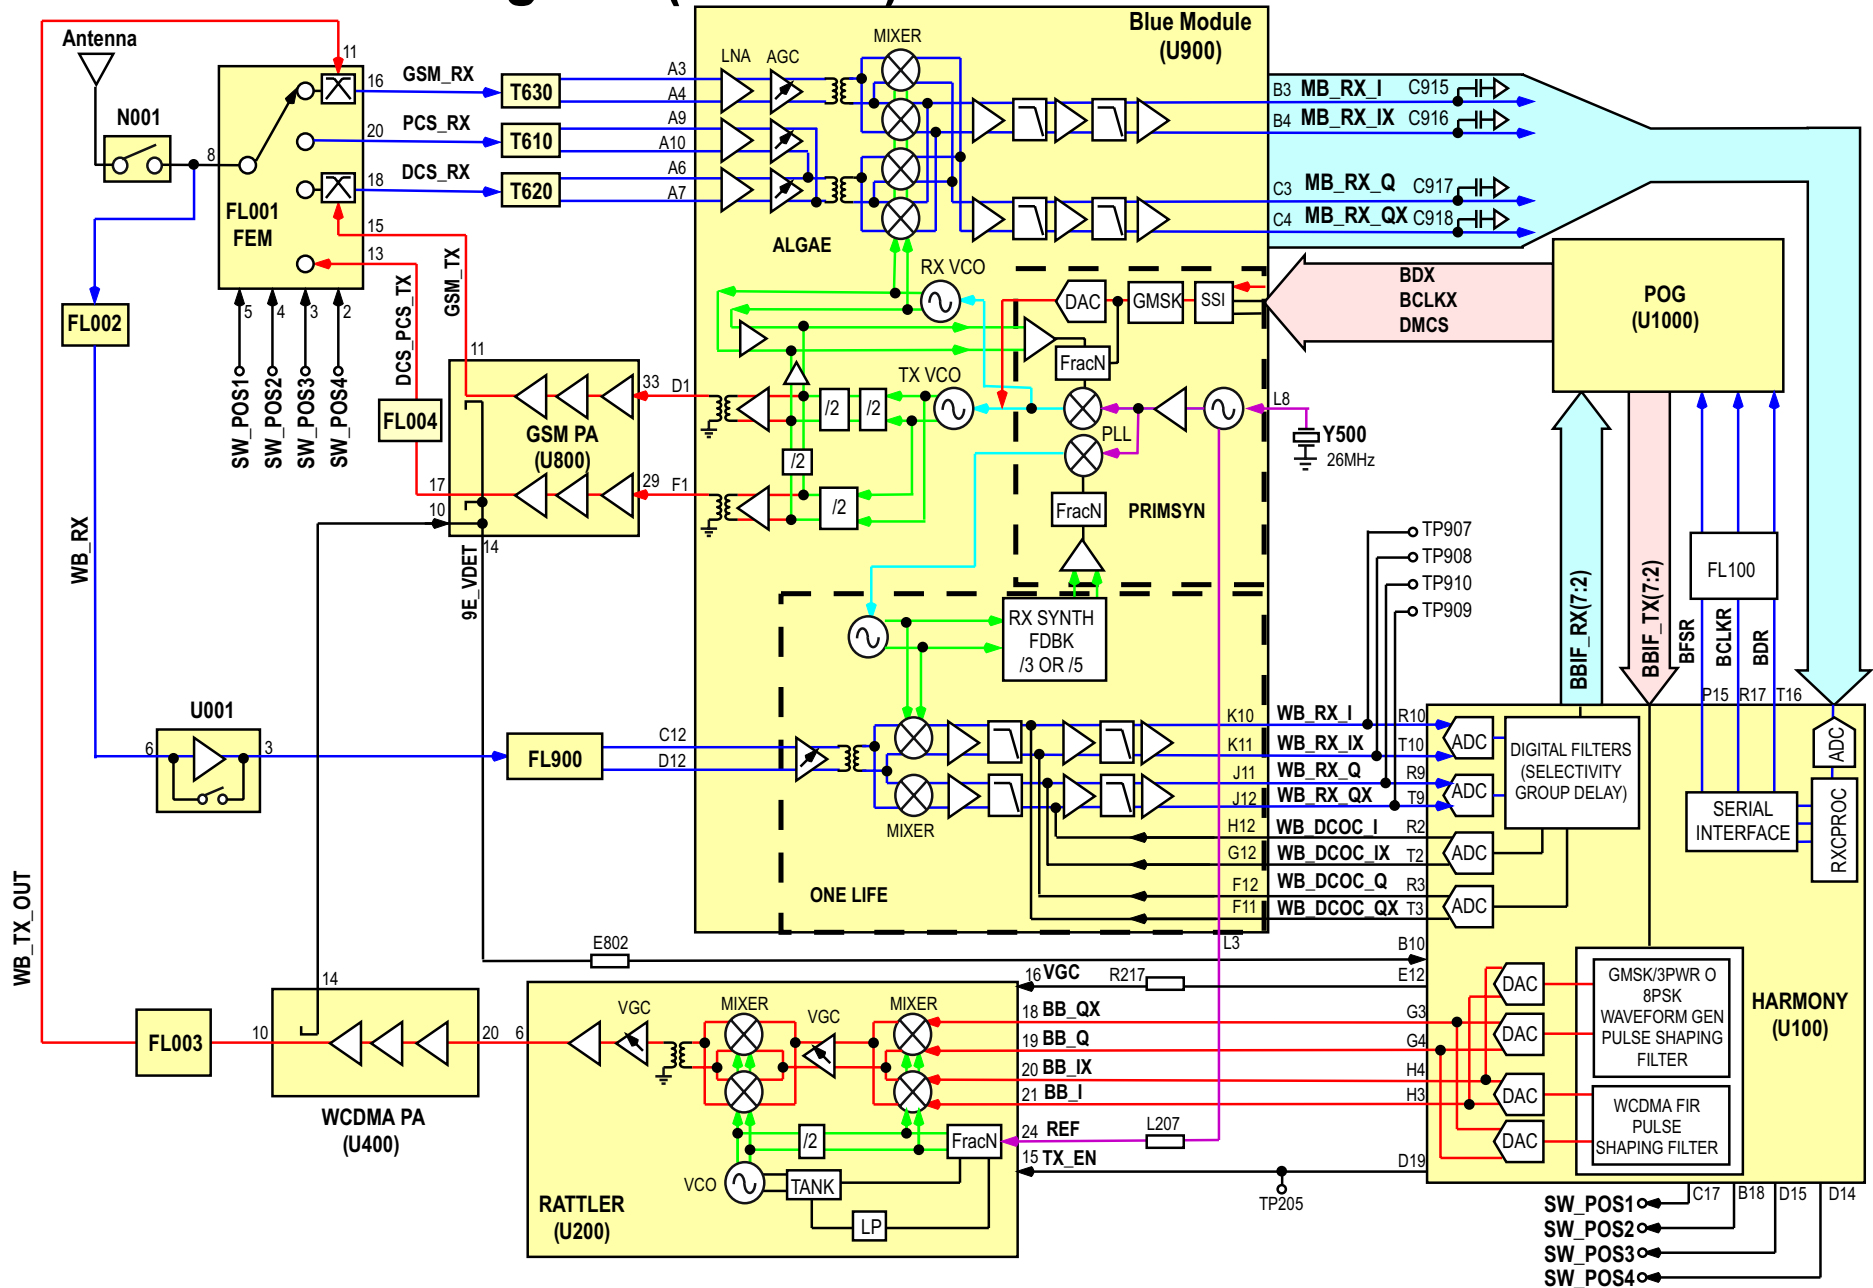 Antenna
N001
11
16
GSM_RX
20
PCS_RX
18
DCS_RX
8
15
13
FL001
FEM
5
4
3
2
SW_POS1
SW_POS2
SW_POS3
SW_POS4
FL002
WB_RX
WB_TX_OUT
T630
T610
T620
GSM_TX
DCS_PCS_TX
FL004
11
33
D1
GSM PA
(U800)
17
29
F1
10
14
9E_VDET
Blue Module
(U900)
LNA
AGC
MIXER
A3
A4
A9
A10
A6
A7
ALGAE
B3
MB_RX_I
C915
B4
MB_RX_IX
C916
C3
MB_RX_Q
C917
C4
MB_RX_QX
C918
RX VCO
DAC
GMSK
SSI
FracN
TX VCO
/2
/2
/2
/2
PLL
FracN
PRIMSYN
L8
Y500
26MHz
BDX
BCLKX
DMCS
POG
(U1000)
TP907
TP908
TP910
TP909
FL100
BBIF_RX(7:2)
BBIF_TX(7:2)
BFSR
BCLKR
BDR
P15
R17
T16
RX SYNTH
FDBK
/3 OR /5
U001
6
3
FL900
C12
D12
MIXER
ONE LIFE
K10
WB_RX_I
R10
K11
WB_RX_IX
T10
J11
WB_RX_Q
R9
J12
WB_RX_QX
T9
H12
WB_DCOC_I
R2
G12
WB_DCOC_IX
T2
F12
WB_DCOC_Q
R3
F11
WB_DCOC_QX
T3
L3
ADC
ADC
ADC
ADC
DIGITAL FILTERS
(SELECTIVITY
GROUP DELAY)
SERIAL
INTERFACE
RXCPROC
ADC
E802
B10
16
VGC
R217
E12
18
BB_QX
G3
19
BB_Q
G4
20
BB_IX
H4
21
BB_I
H3
24
REF
L207
15
TX_EN
D19
TP205
DAC
DAC
DAC
DAC
GMSK/3PWR O
8PSK
WAVEFORM GEN
PULSE SHAPING
FILTER
WCDMA FIR
PULSE
SHAPING FILTER
HARMONY
(U100)
C17
B18
D15
D14
SW_POS1
SW_POS2
SW_POS3
SW_POS4
FL003
10
14
20
WCDMA PA
(U400)
6
VGC
MIXER
VGC
MIXER
/2
FracN
VCO
TANK
LP
RATTLER
(U200)